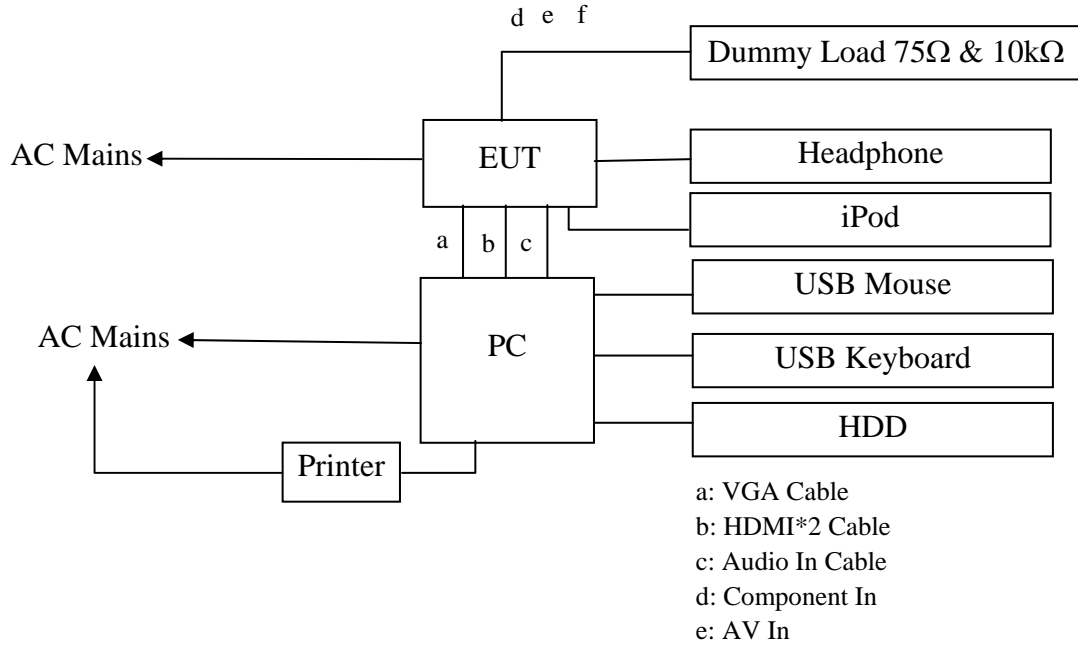 d e f
Dummy Load 75Ω & 10kΩ
AC Mains
EUT
Headphone
iPod
a b c
USB Mouse
AC Mains
PC
USB Keyboard
HDD
Printer
a: VGA Cable
b: HDMI*2 Cable
c: Audio In Cable
d: Component In
e: AV In